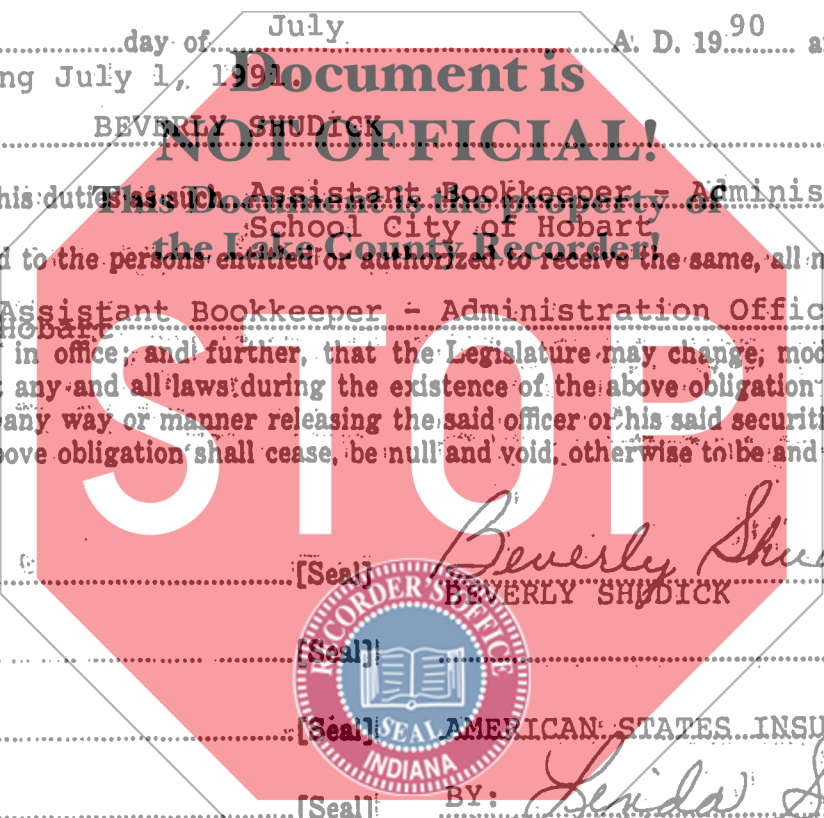 day of July A. D. 19 90
ng July 1, 1991.
Document is
BEVERLY SHUDICK
NOT OFFICIAL!
his duties as such Assistant Bookkeeper - Adminis
This Document is the property of
School City of Hobart
the Lake County Recorder!
d to the persons entitled or authorized to receive the same, all m
Assistant Bookkeeper - Administration Offic
Hobart
in office; and further, that the Legislature may change, mod
any and all laws during the existence of the above obligation
any way or manner releasing the said officer or his said securiti
ove obligation shall cease, be null and void, otherwise to be and
STOP
Beverly Shu
[Seal]
BEVERLY SHUDICK
RECORDER'S OFFICE
[Seal]
SEAL
[Seal] AMERICAN STATES INSU
INDIANA
[Seal] BY: Linda S